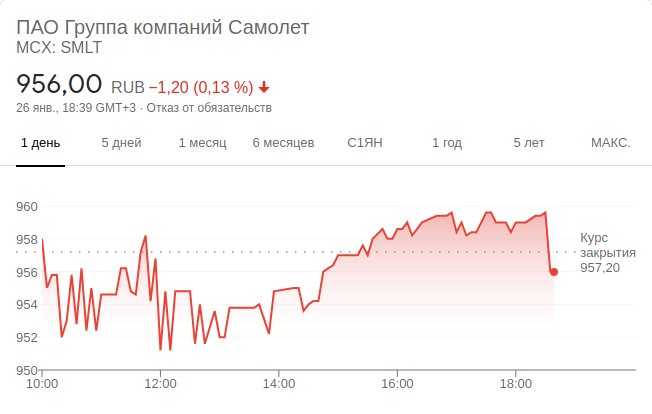 ПАО Группа компаний Самолет
MCX: SMLT
956,00 RUB −1,20 (0,13 %)
26 янв., 18:39 GMT+3 · Отказ от обязательств
1 день 5 дней 1 месяц 6 месяцев С1ЯН 1 год 5 лет МАКС.
960
958
956
954
952
950
Курс
закрытия
957,20
10:00 12:00 14:00 16:00 18:00